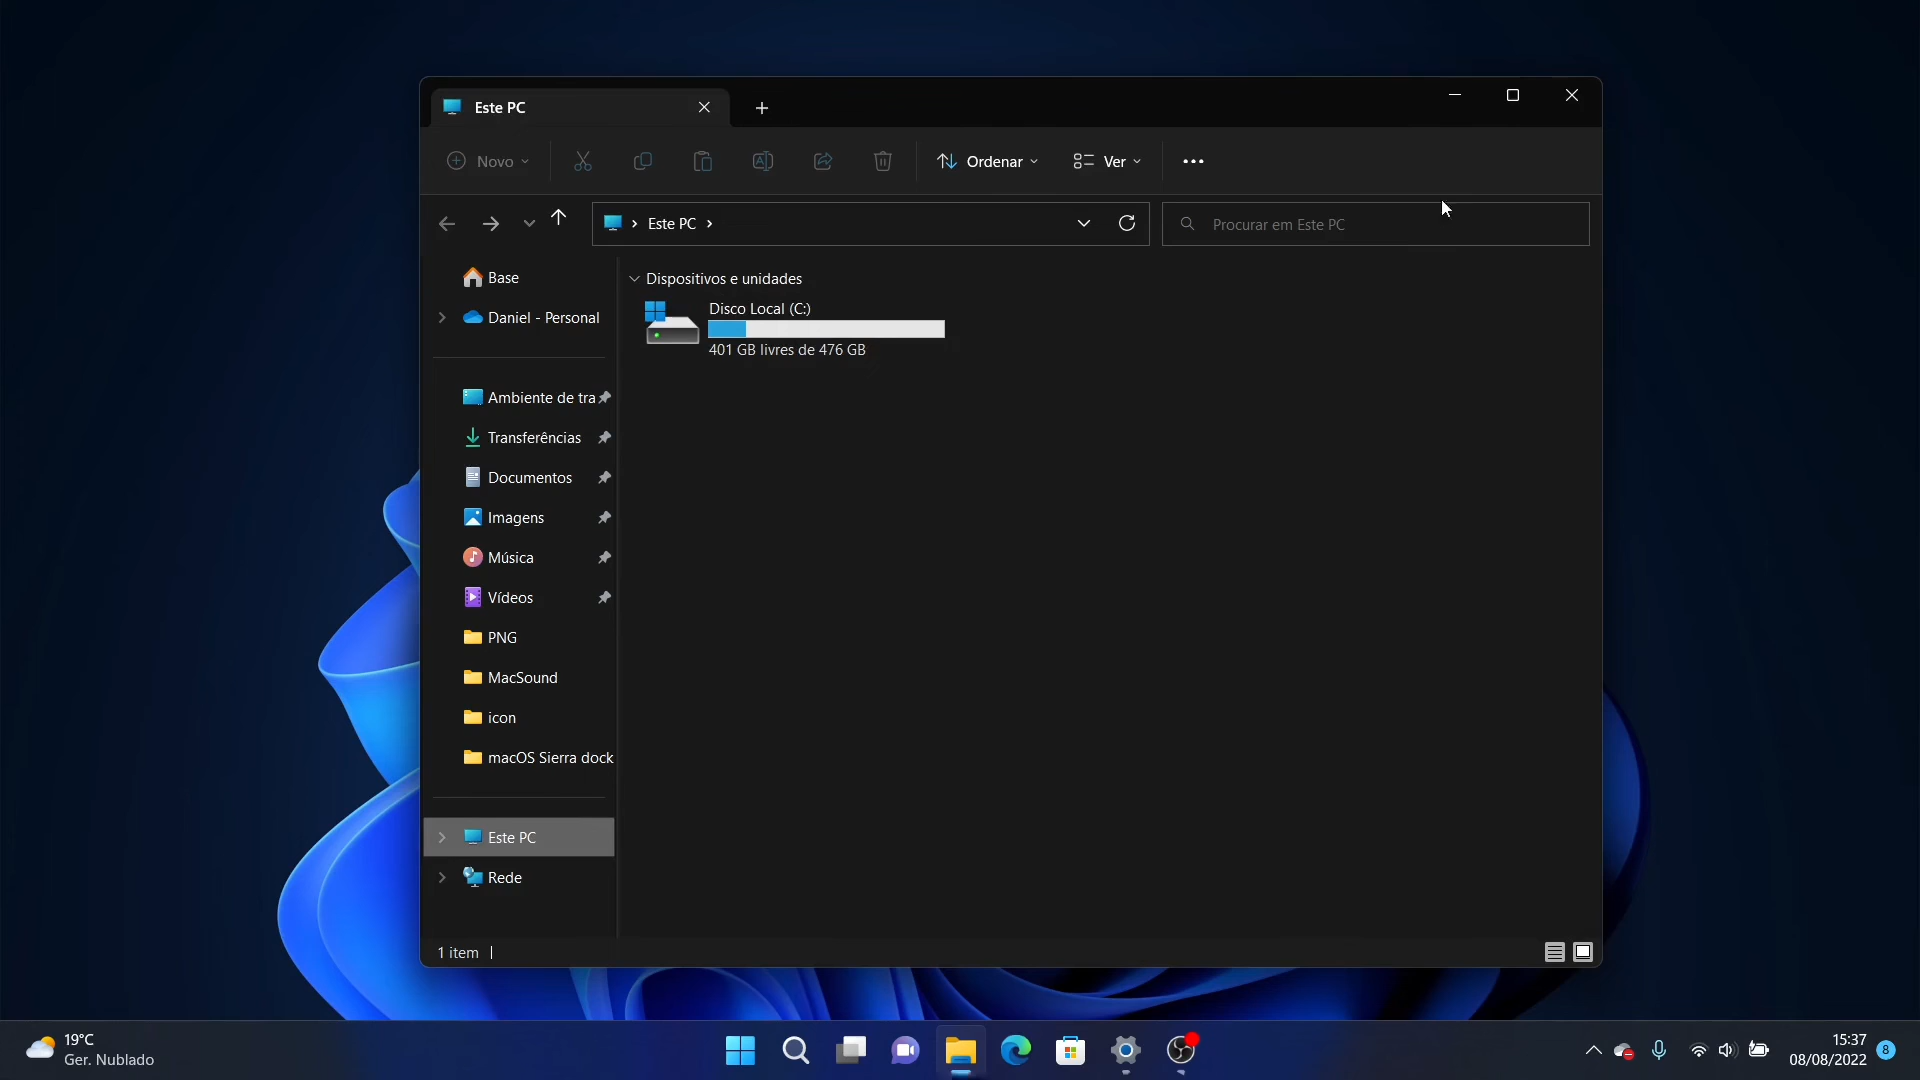 Este PC
Novo
Ordenar
Ver
Este PC
Procurar em Este PC
Base
Daniel - Personal
Ambiente de tra
Transferências
Documentos
Imagens
Música
Vídeos
PNG
MacSound
icon
macOS Sierra dock
Este PC
Rede
Dispositivos e unidades
Disco Local (C:)
401 GB livres de 476 GB
1 item
19°C
Ger. Nublado
15:37
08/08/2022
8